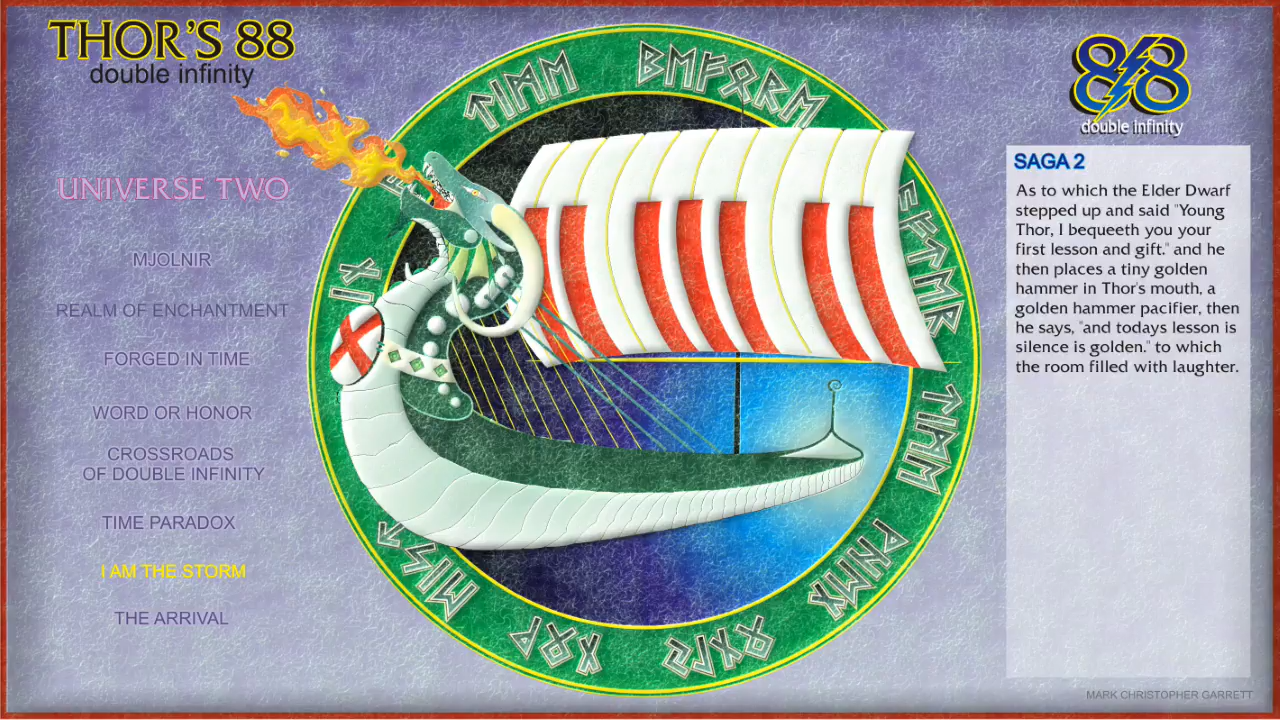 THOR'S 88
double infinity
UNIVERSE TWO
MJOLNIR
REALM OF ENCHANTMENT
FORGED IN TIME
WORD OR HONOR
CROSSROADS
OF DOUBLE INFINITY
TIME PARADOX
I AM THE STORM
THE ARRIVAL
88
double infinity
SAGA 2
As to which the Elder Dwarf
stepped up and said "Young
Thor, I bequeeth you your
first lesson and gift." and he
then places a tiny golden
hammer in Thor's mouth, a
golden hammer pacifier, then
he says, "and todays lesson is
silence is golden." to which
the room filled with laughter.
MARK CHRISTOPHER GARRETT